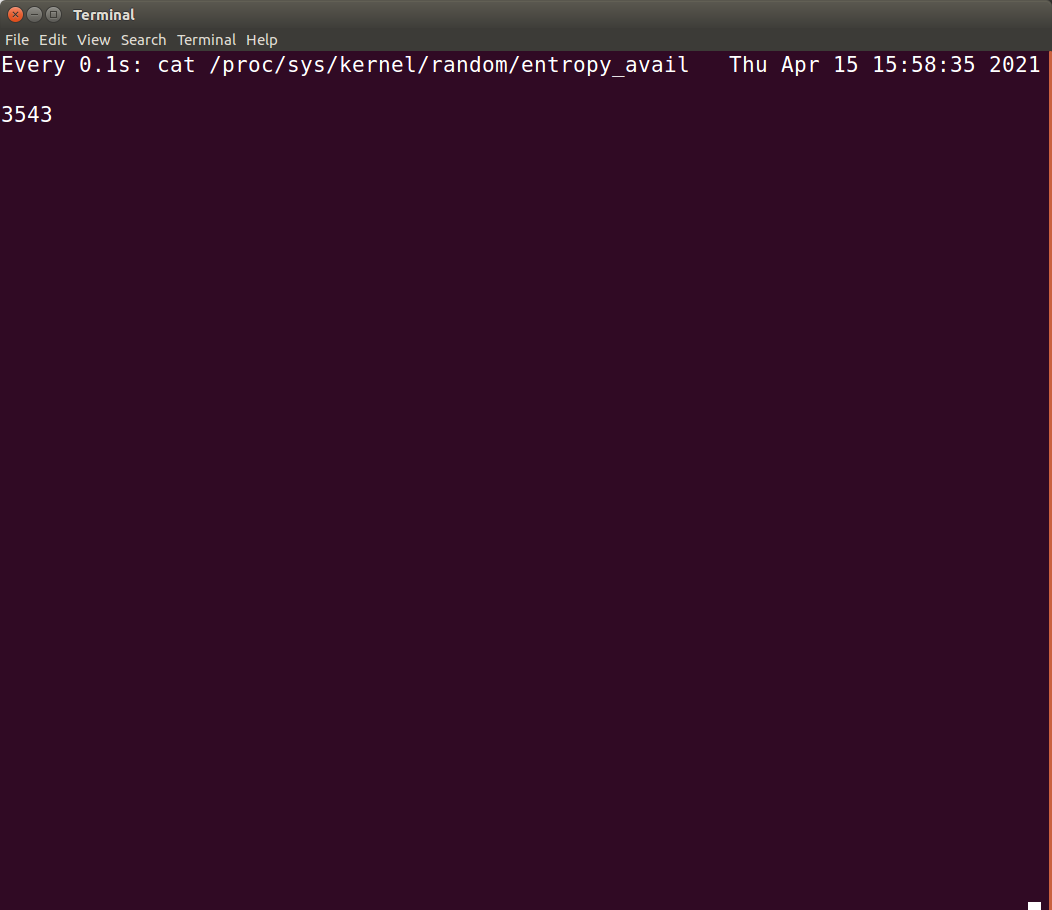 Terminal
File Edit View Search Terminal Help
Every 0.1s: cat /proc/sys/kernel/random/entropy_avail Thu Apr 15 15:58:35 2021
3543